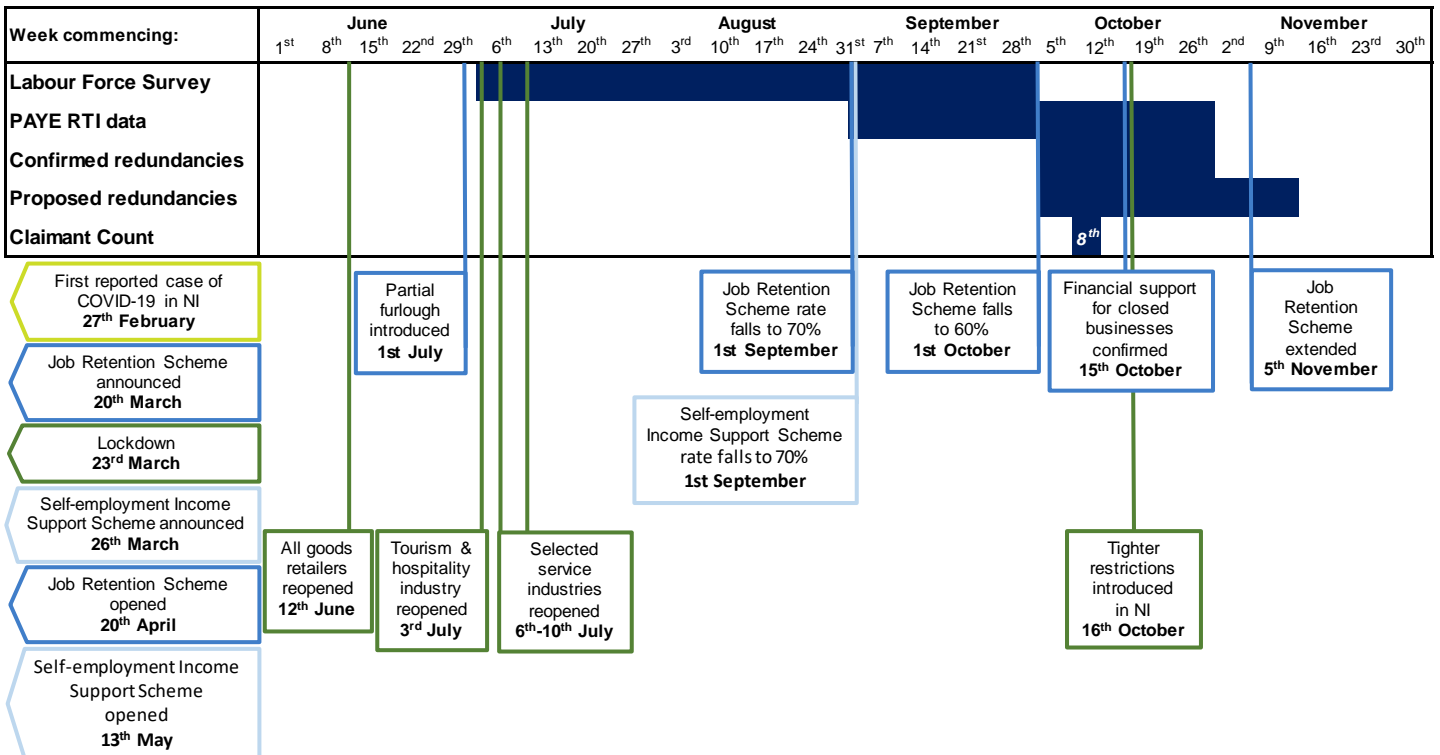 Week commencing:
June July August September October November
1st 8th 15th 22nd 29th 6th 13th 20th 27th 3rd 10th 17th 24th 31st 7th 14th 21st 28th 5th 12th 19th 26th 2nd 9th 16th 23rd 30th
Labour Force Survey
PAYE RTI data
Confirmed redundancies
Proposed redundancies
Claimant Count
8th
First reported case of
COVID-19 in NI
27th February
Job Retention Scheme
announced
20th March
Lockdown
23rd March
Self-employment Income
Support Scheme announced
26th March
Job Retention Scheme
opened
20th April
Self-employment Income
Support Scheme
opened
13th May
Partial
furlough
introduced
1st July
Job Retention
Scheme rate
falls to 70%
1st September
Job Retention
Scheme falls
to 60%
1st October
Financial support
for closed
businesses
confirmed
15th October
Job
Retention
Scheme
extended
5th November
Self-employment
Income Support Scheme
rate falls to 70%
1st September
All goods
retailers
reopened
12th June
Tourism &
hospitality
industry
reopened
3rd July
Selected
service
industries
reopened
6th-10th July
Tighter
restrictions
introduced
in NI
16th October